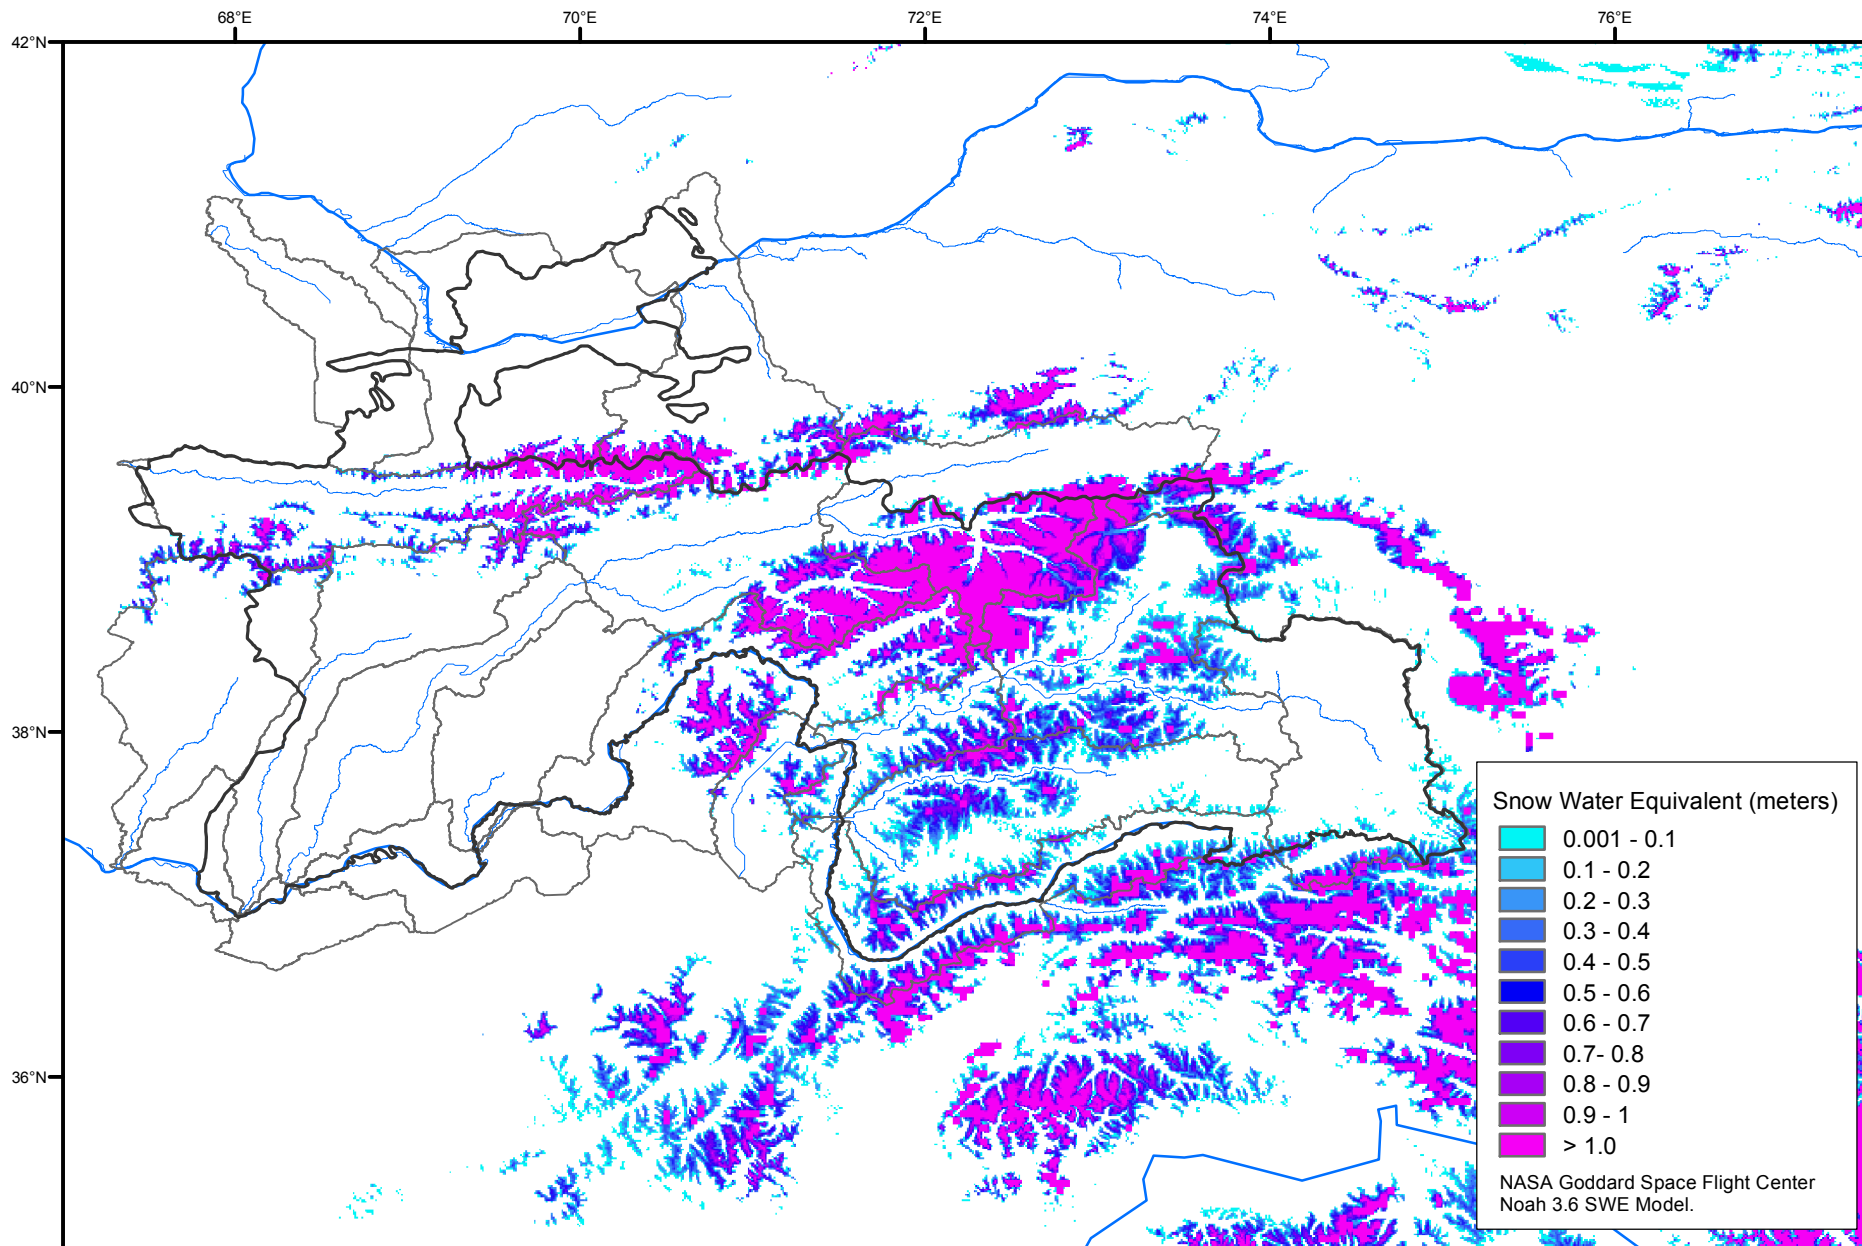 68°E
70°E
72°E
74°E
76°E
42°N
40°N
38°N
36°N
Snow Water Equivalent (meters)
0.001 - 0.1
0.1 - 0.2
0.2 - 0.3
0.3 - 0.4
0.4 - 0.5
0.5 - 0.6
0.6 - 0.7
0.7- 0.8
0.8 - 0.9
0.9 - 1
> 1.0
NASA Goddard Space Flight Center
Noah 3.6 SWE Model.